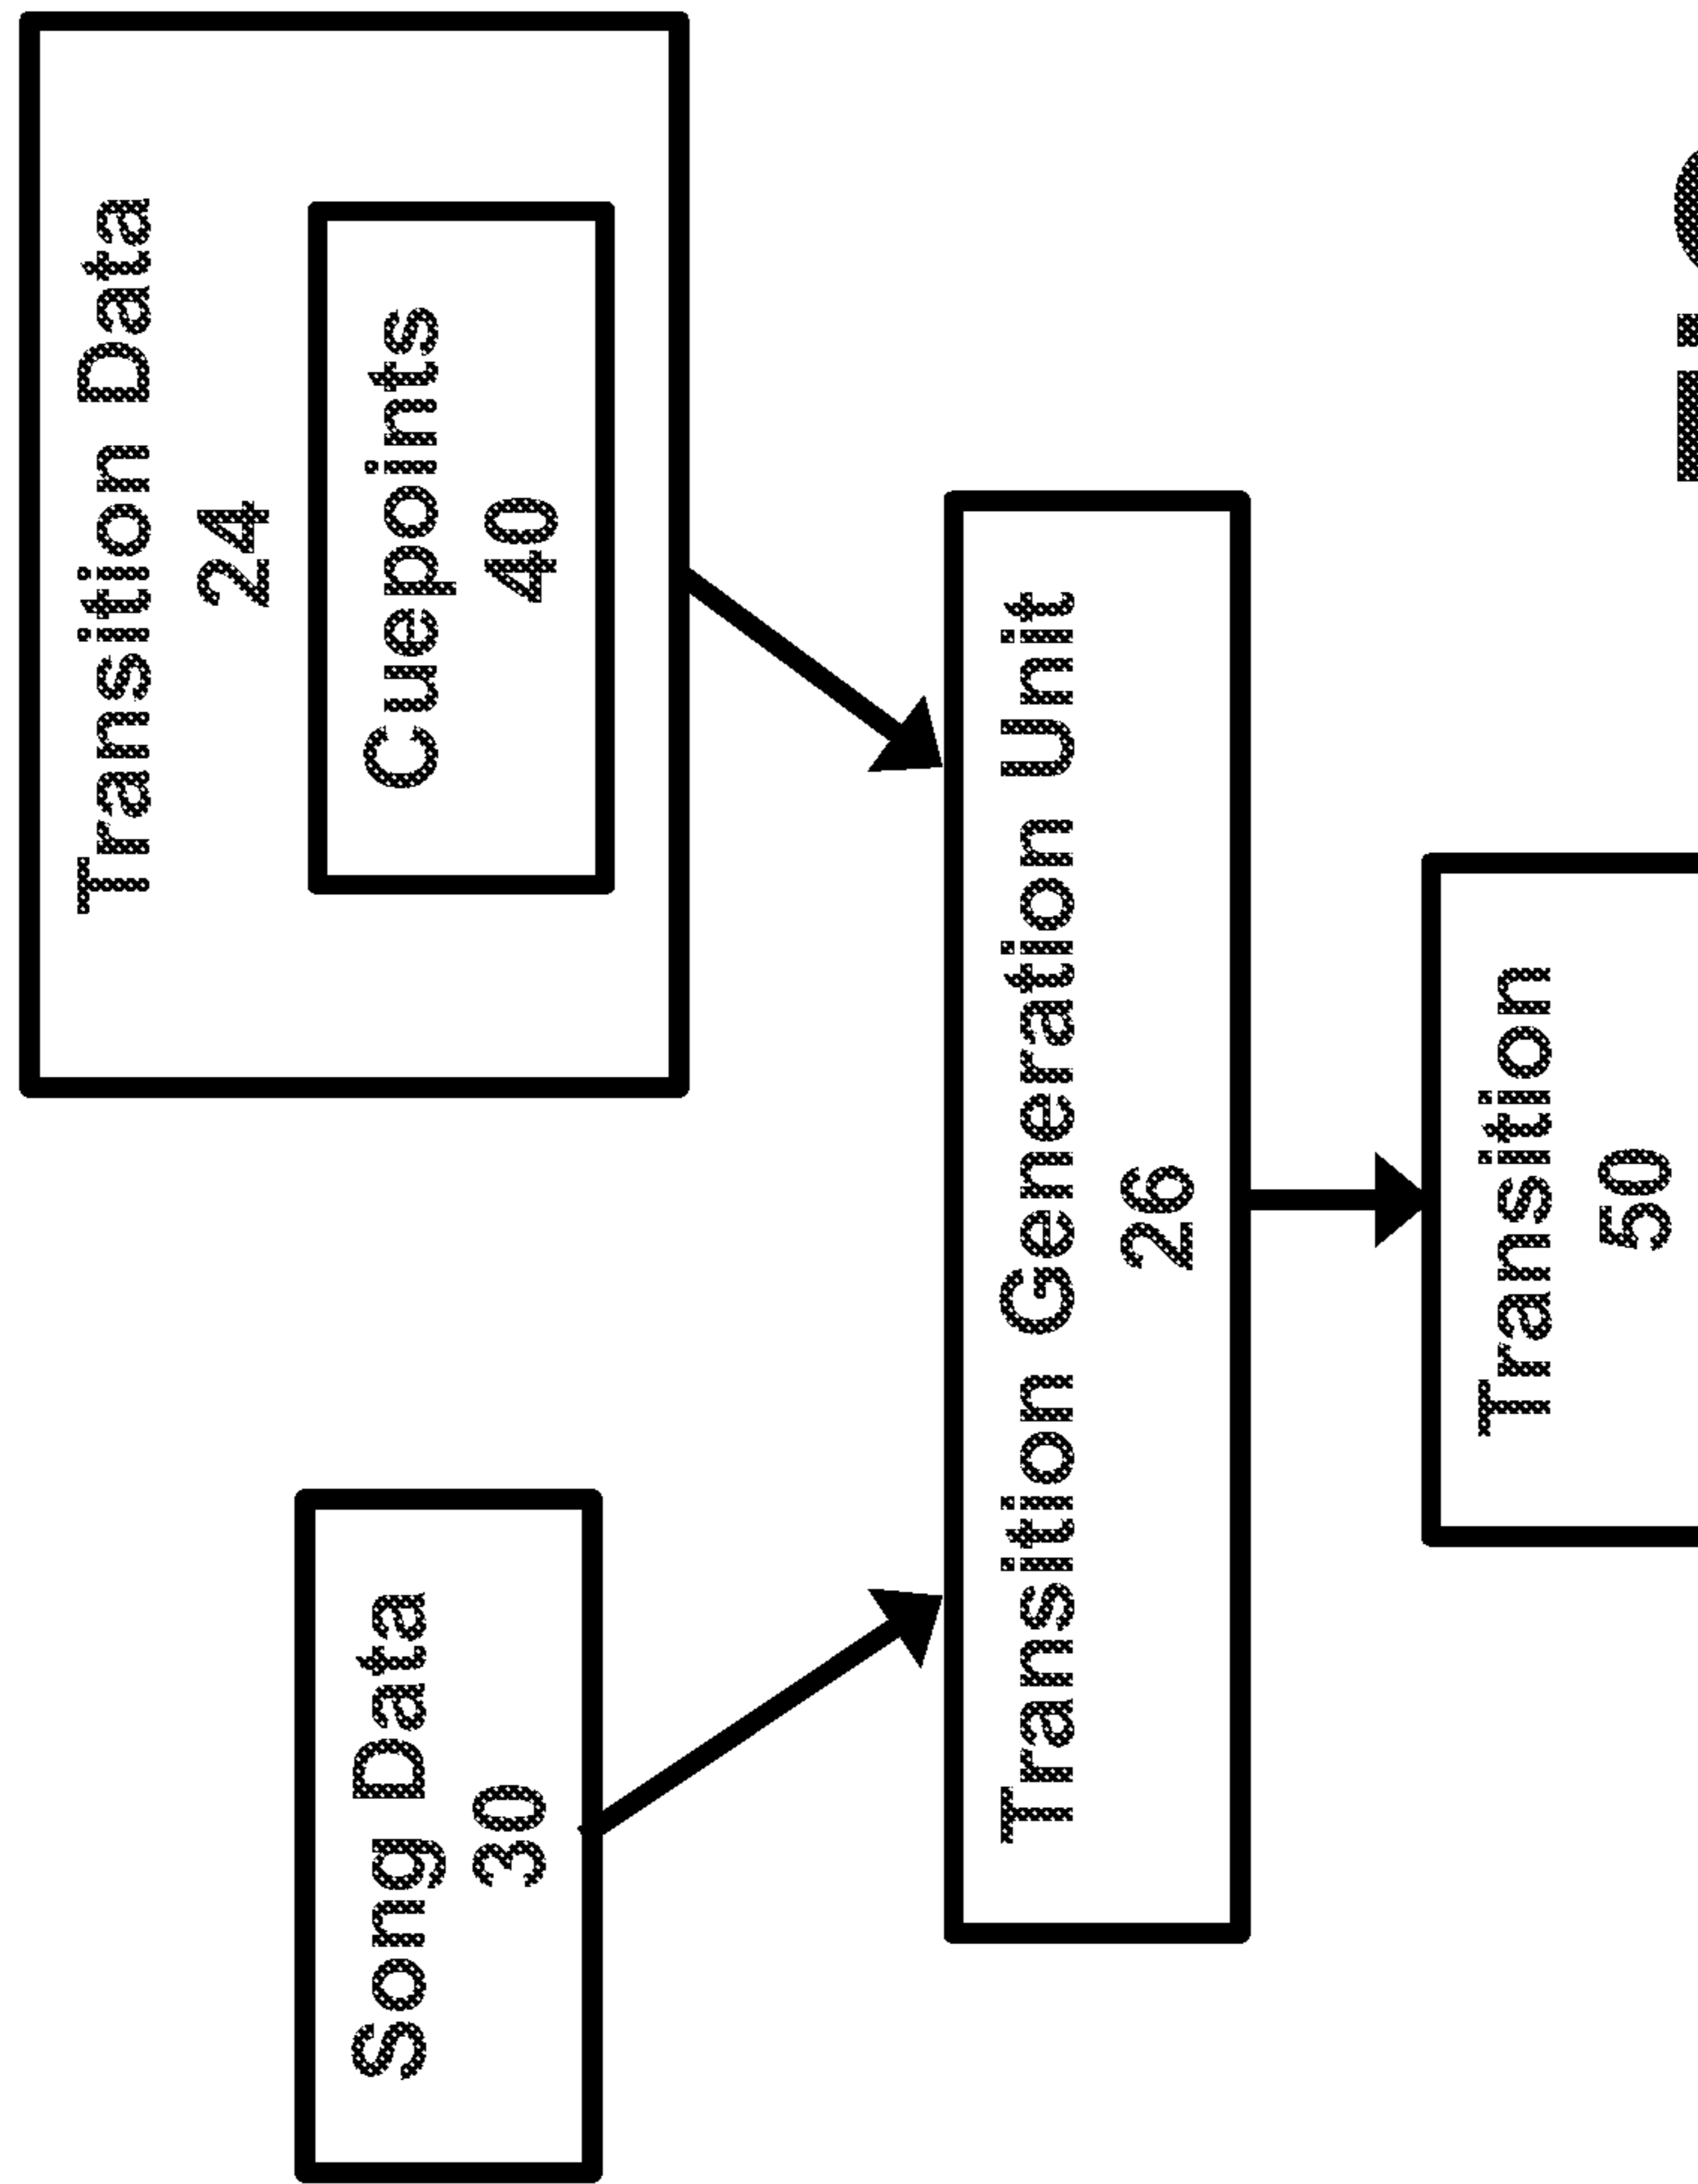 Song Data
30
Transition Data
24
Cuepoints
40
Transition Generation Unit
26
Transition
50